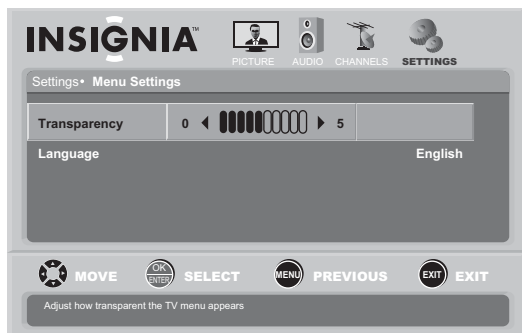 INSIGNIA™
PICTURE AUDIO CHANNELS SETTINGS
Settings• Menu Settings
Transparency 0 5
Language English
MOVE OK ENTER SELECT MENU PREVIOUS EXIT EXIT
Adjust how transparent the TV menu appears